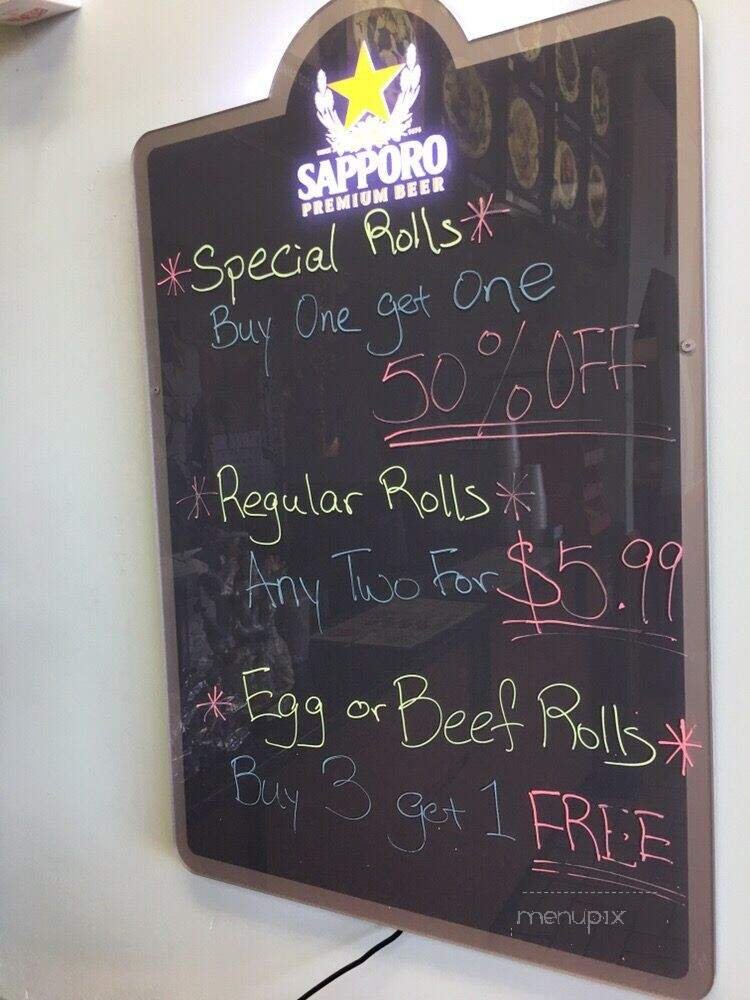 SAPPORO
PREMIUM BEER
*Special Rolls*
Buy One get One
50% OFF
*Regular Rolls*
Any Two For $5.99
*Egg or Beef Rolls*
Buy 3 get 1 FREE
menupix